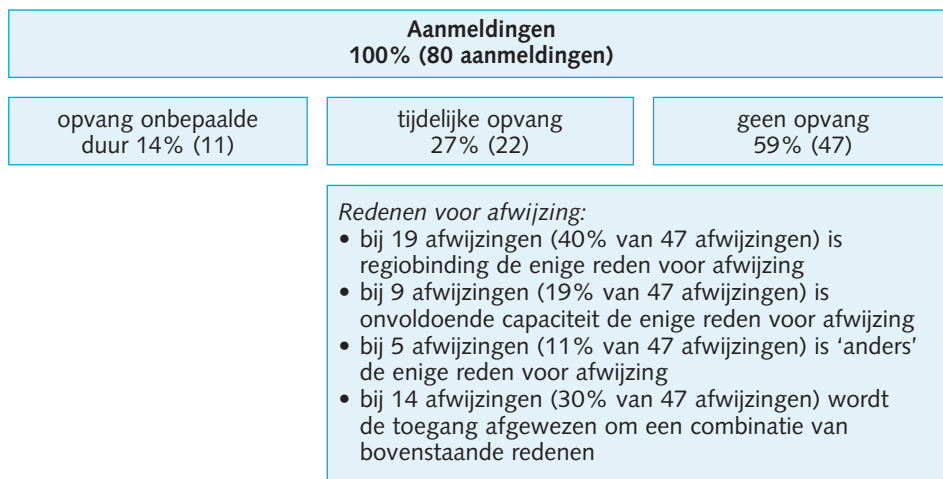 Aanmeldingen
100% (80 aanmeldingen)
opvang onbepaalde
duur 14% (11)
tijdelijke opvang
27% (22)
geen opvang
59% (47)
Redenen voor afwijzing:
• bij 19 afwijzingen (40% van 47 afwijzingen) is
regiobinding de enige reden voor afwijzing
• bij 9 afwijzingen (19% van 47 afwijzingen) is
onvoldoende capaciteit de enige reden voor afwijzing
• bij 5 afwijzingen (11% van 47 afwijzingen) is ‘anders’
de enige reden voor afwijzing
• bij 14 afwijzingen (30% van 47 afwijzingen) wordt
de toegang afgewezen om een combinatie van
bovenstaande redenen